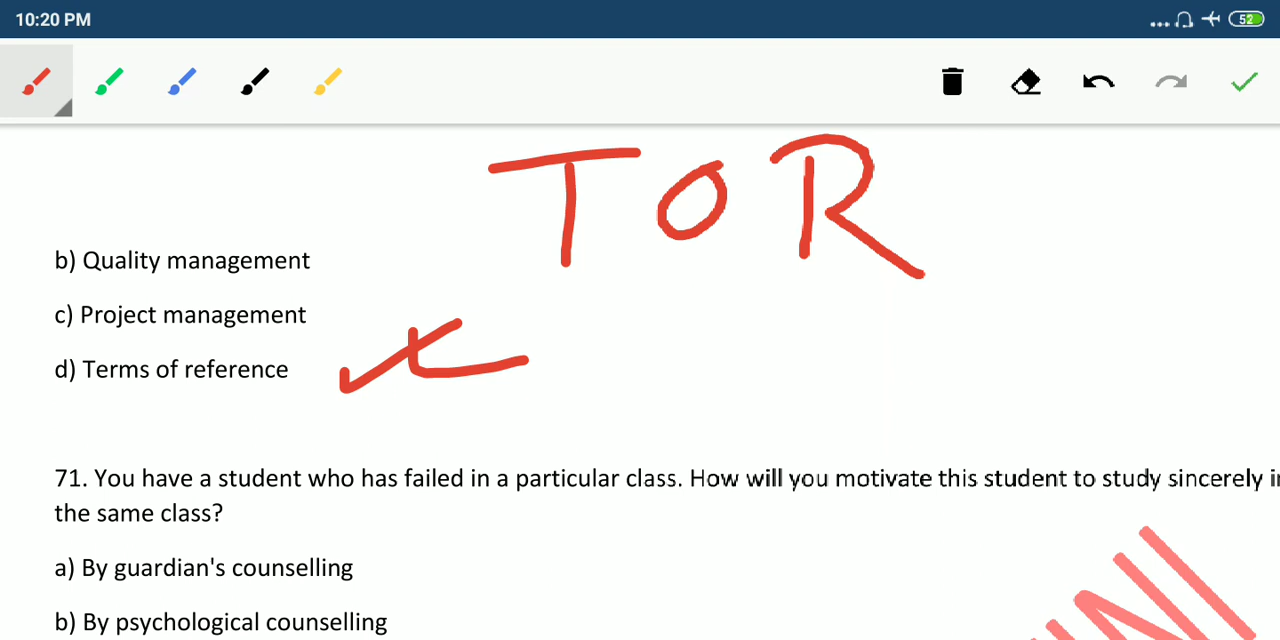 10:20 PM
52
TOR
b) Quality management
c) Project management
d) Terms of reference
71. You have a student who has failed in a particular class. How will you motivate this student to study sincerely
the same class?
a) By guardian's counselling
b) By psychological counselling